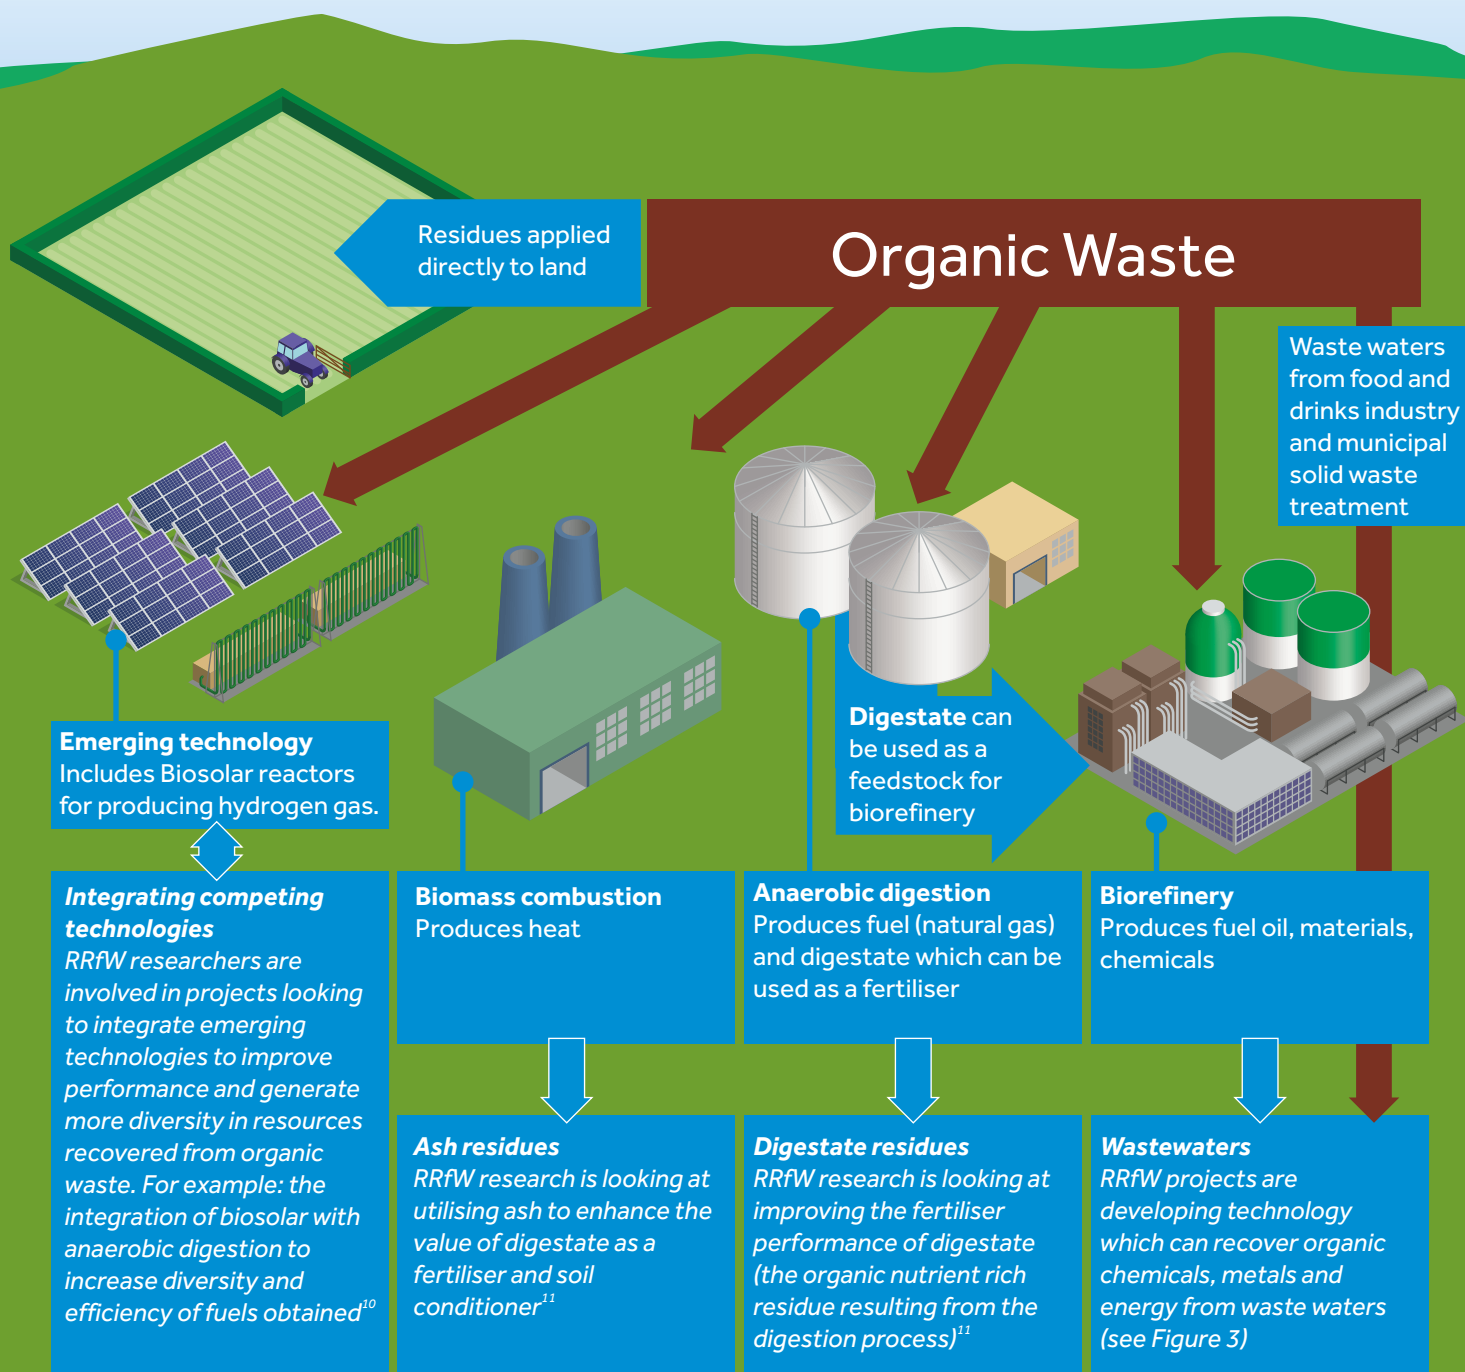 Organic Waste
Residues applied
directly to land
Waste waters
from food and
drinks industry
and municipal
solid waste
treatment
Digestate can
be used as a
feedstock for
biorefinery
Emerging technology
Includes Biosolar reactors
for producing hydrogen gas.
Integrating competing
technologies
RRfW researchers are
involved in projects looking
to integrate emerging
technologies to improve
performance and generate
more diversity in resources
recovered from organic
waste. For example: the
integration of biosolar with
anaerobic digestion to
increase diversity and
efficiency of fuels obtained10
Biomass combustion
Produces heat
Ash residues
RRfW research is looking at
utilising ash to enhance the
value of digestate as a
fertiliser and soil
conditioner11
Anaerobic digestion
Produces fuel (natural gas)
and digestate which can be
used as a fertiliser
Digestate residues
RRfW research is looking at
improving the fertiliser
performance of digestate
(the organic nutrient rich
residue resulting from the
digestion process)11
Biorefinery
Produces fuel oil, materials,
chemicals
Wastewaters
RRfW projects are
developing technology
which can recover organic
chemicals, metals and
energy from waste waters
(see Figure 3)